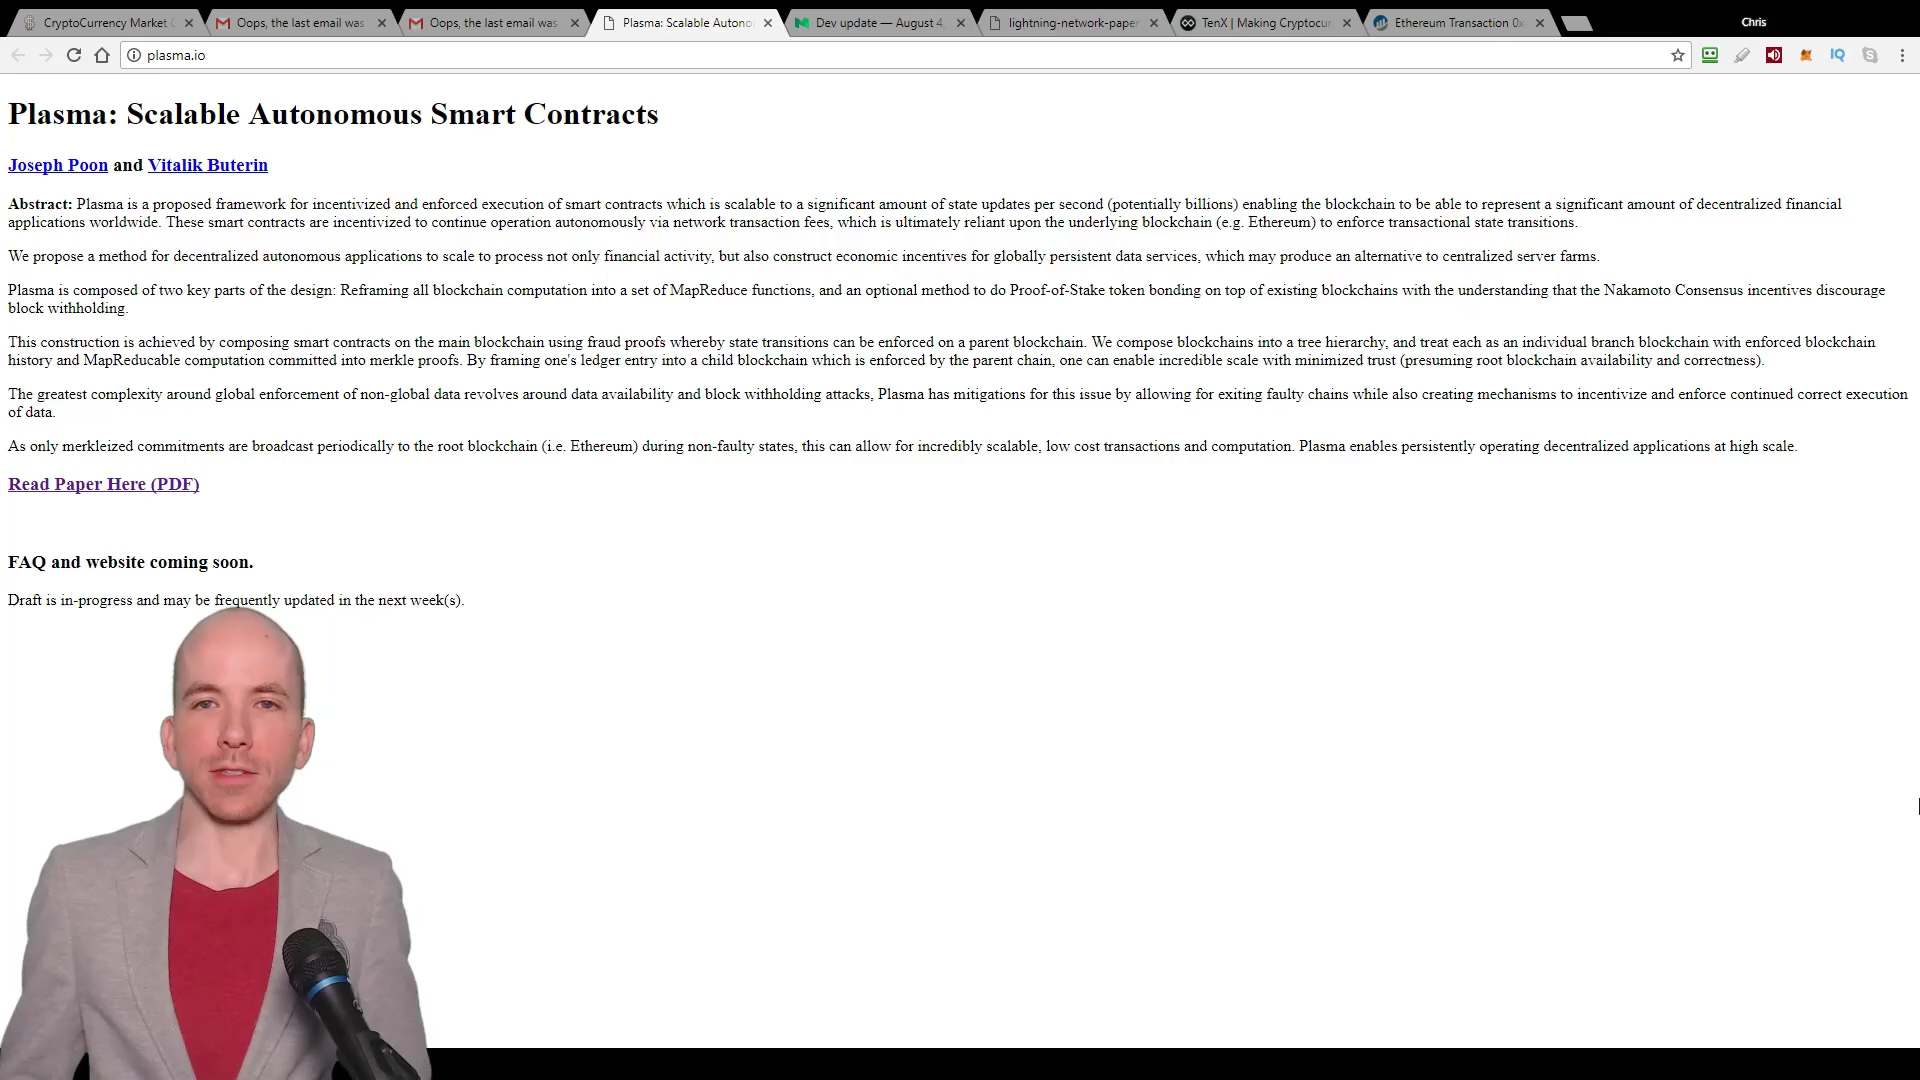 CryptoCurrency Market
Oops, the last email was
Oops, the last email was
Plasma: Scalable Autono
Dev update — August 4
lightning-network-paper
TenX | Making Cryptocur
Ethereum Transaction 0x
Chris
plasma.io
IQ
Plasma: Scalable Autonomous Smart Contracts
Joseph Poon and Vitalik Buterin
Abstract: Plasma is a proposed framework for incentivized and enforced execution of smart contracts which is scalable to a significant amount of state updates per second (potentially billions) enabling the blockchain to be able to represent a significant amount of decentralized financial
applications worldwide. These smart contracts are incentivized to continue operation autonomously via network transaction fees, which is ultimately reliant upon the underlying blockchain (e.g. Ethereum) to enforce transactional state transitions.
We propose a method for decentralized autonomous applications to scale to process not only financial activity, but also construct economic incentives for globally persistent data services, which may produce an alternative to centralized server farms.
Plasma is composed of two key parts of the design: Reframing all blockchain computation into a set of MapReduce functions, and an optional method to do Proof-of-Stake token bonding on top of existing blockchains with the understanding that the Nakamoto Consensus incentives discourage
block withholding.
This construction is achieved by composing smart contracts on the main blockchain using fraud proofs whereby state transitions can be enforced on a parent blockchain. We compose blockchains into a tree hierarchy, and treat each as an individual branch blockchain with enforced blockchain
history and MapReducable computation committed into merkle proofs. By framing one's ledger entry into a child blockchain which is enforced by the parent chain, one can enable incredible scale with minimized trust (presuming root blockchain availability and correctness).
The greatest complexity around global enforcement of non-global data revolves around data availability and block withholding attacks, Plasma has mitigations for this issue by allowing for exiting faulty chains while also creating mechanisms to incentivize and enforce continued correct execution
of data.
As only merkleized commitments are broadcast periodically to the root blockchain (i.e. Ethereum) during non-faulty states, this can allow for incredibly scalable, low cost transactions and computation. Plasma enables persistently operating decentralized applications at high scale.
Read Paper Here (PDF)
FAQ and website coming soon.
Draft is in-progress and may be frequently updated in the next week(s).